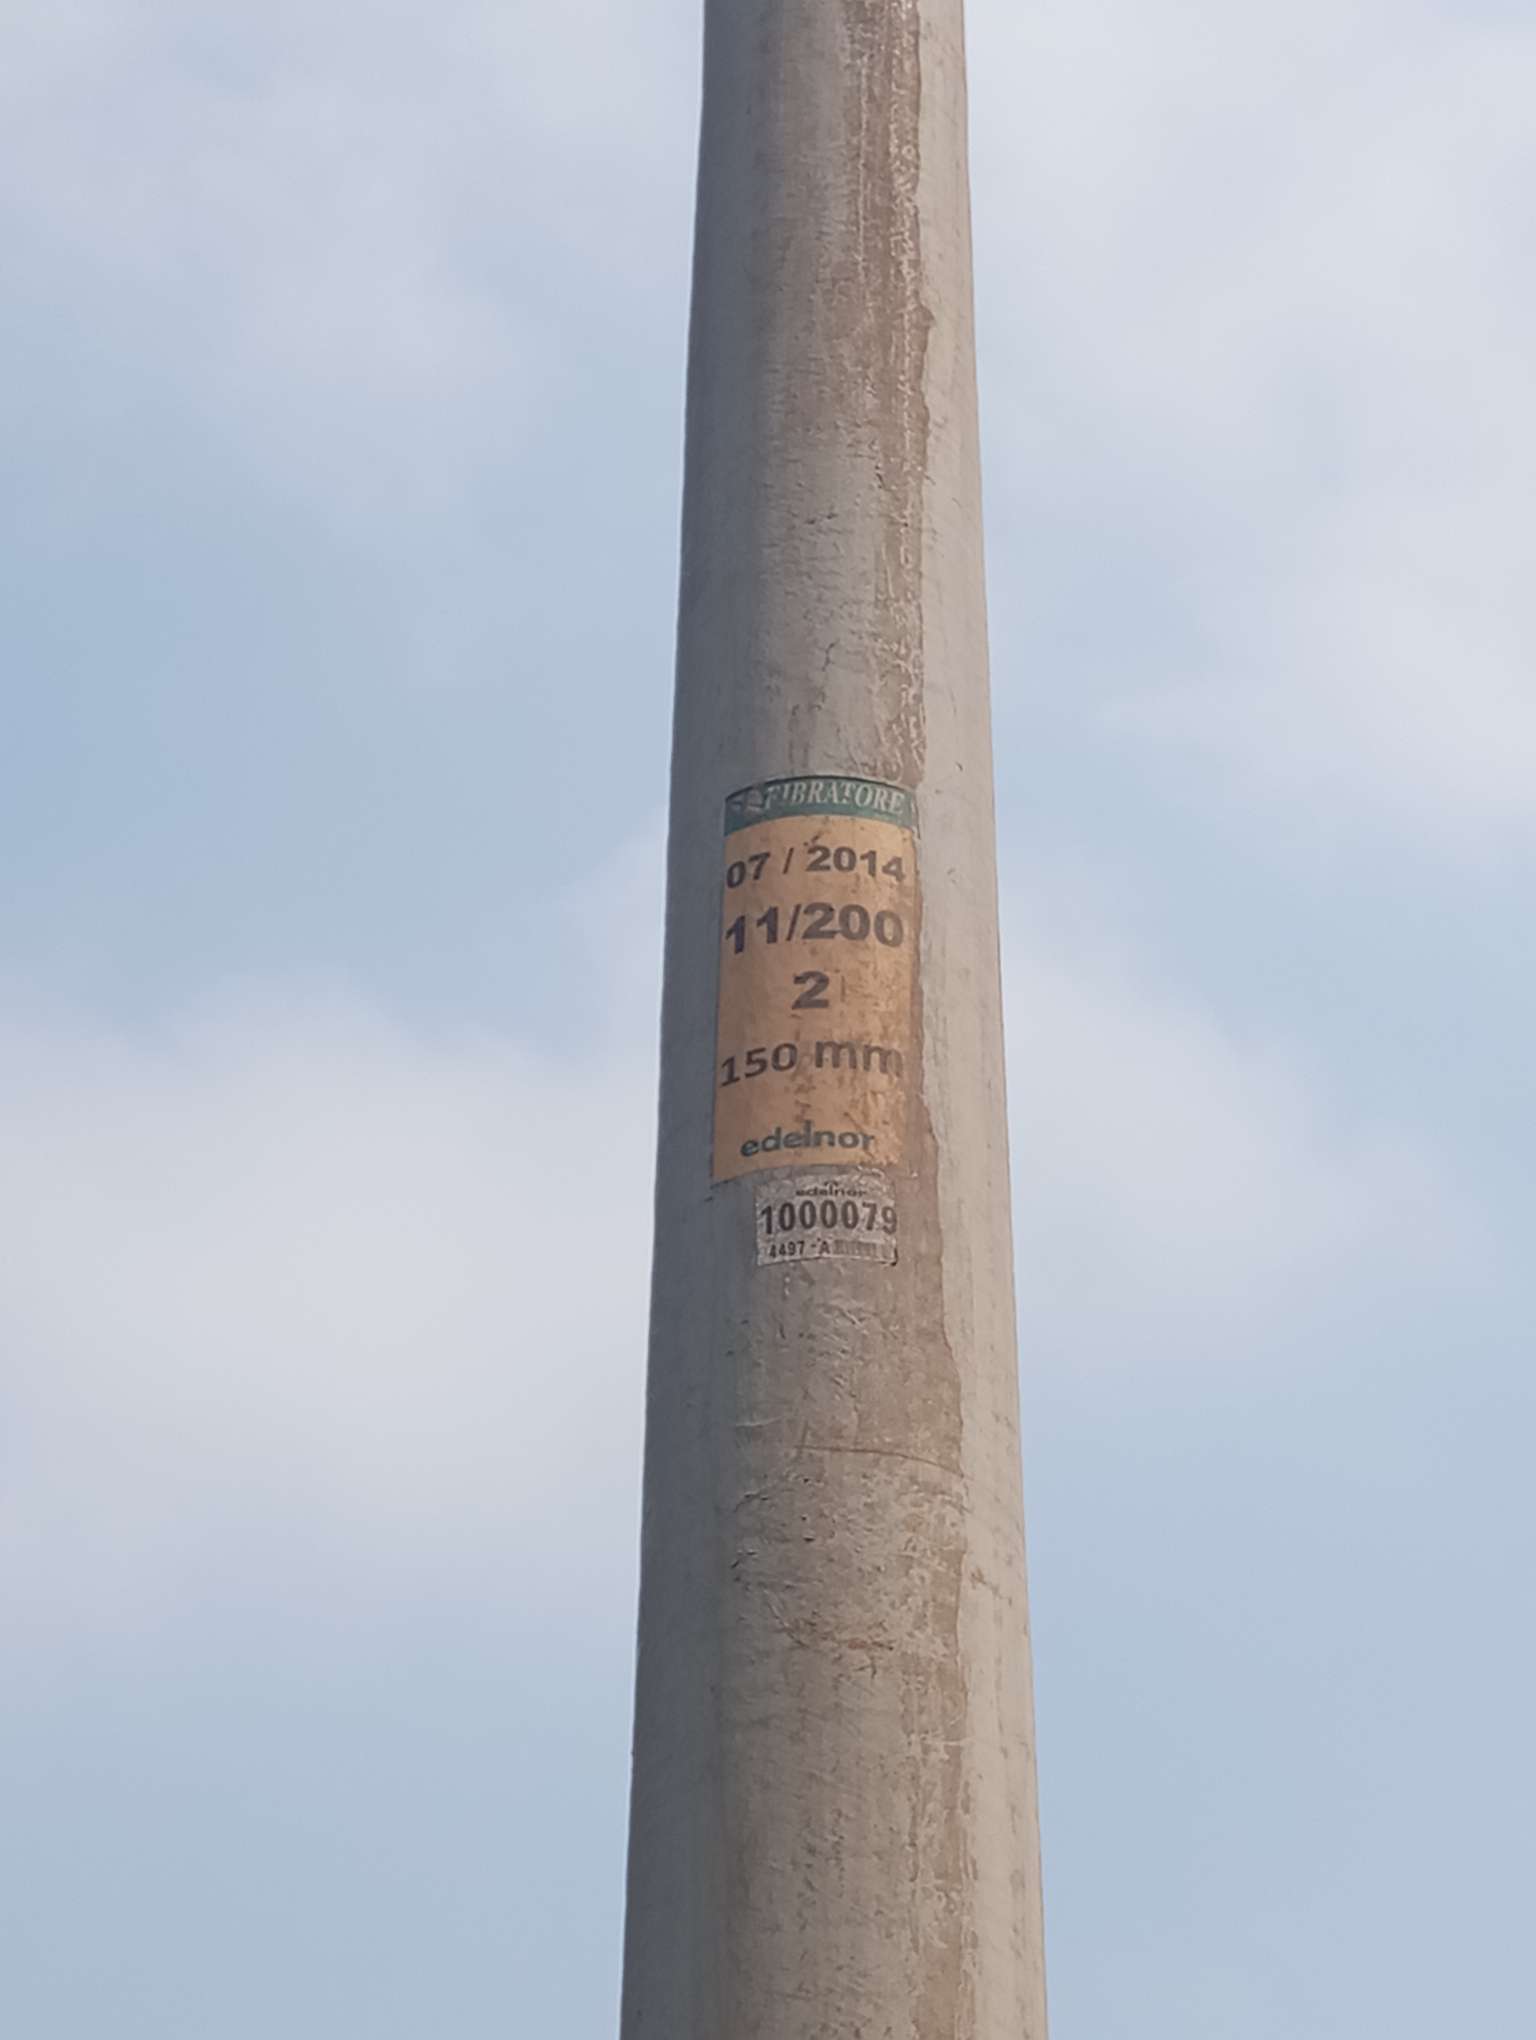 FIBRATORE
07 / 2014
11/200
2
150 mm
edelnor
edelnor
1000079
4497 - A